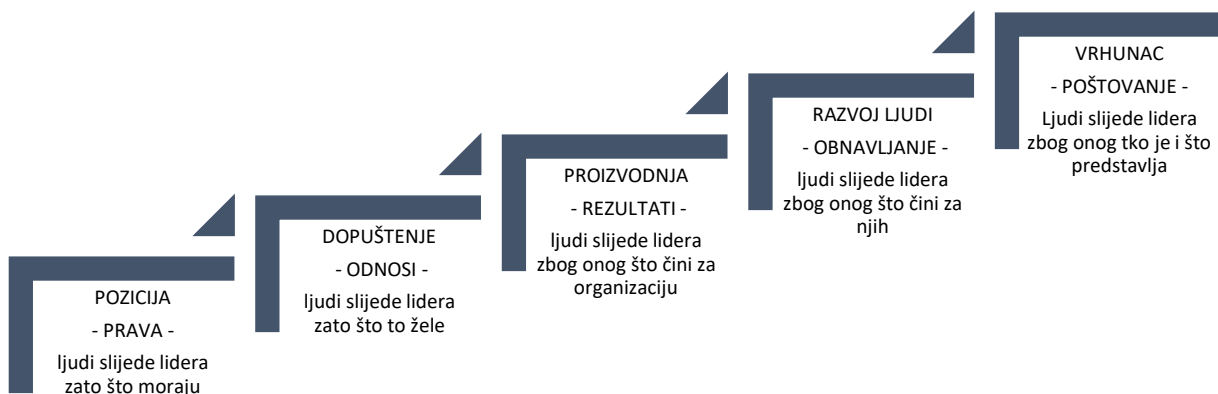 POZICIJA
- PRAVA -
ljudi slijede lidera
zato što moraju
DOPUŠTENJE
- ODNOSI -
ljudi slijede lidera
zato što to žele
PROIZVODNJA
- REZULTATI -
ljudi slijede lidera
zbog onog što čini za
organizaciju
RAZVOJ LJUDI
- OBNAVLJANJE -
ljudi slijede lidera
zbog onog što čini za
njih
VRHUNAC
- POŠTOVANJE -
Ljudi slijede lidera
zbog onog tko je i što
predstavlja